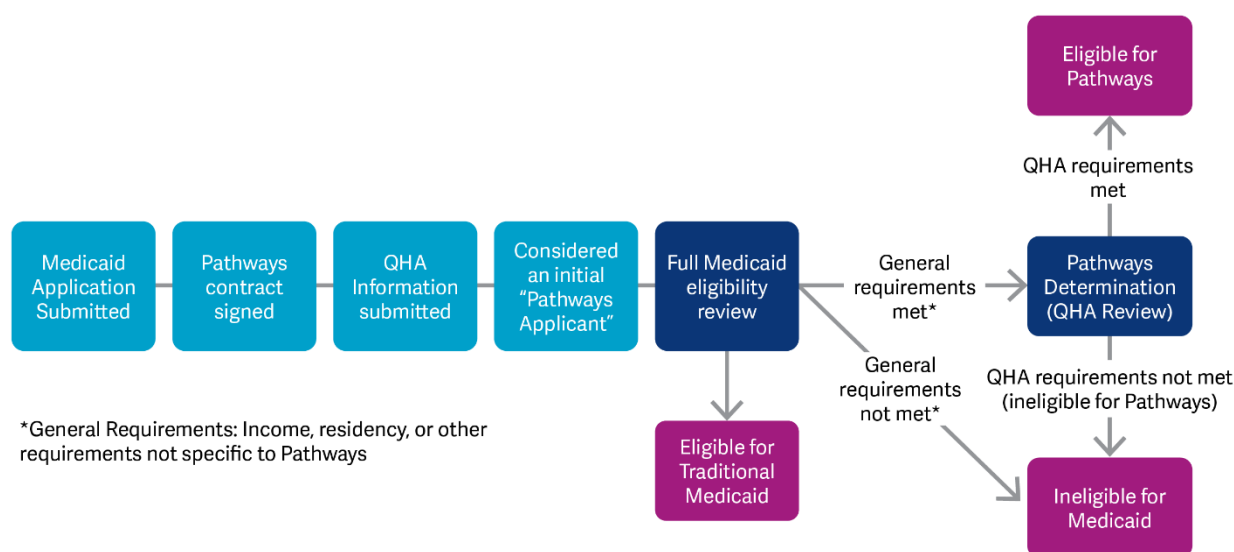 Eligible for
Pathways
QHA requirements
met
Medicaid
Application
Submitted
Pathways
contract
signed
QHA
Information
submitted
Considered
an initial
“Pathways
Applicant”
Full Medicaid
eligibility
review
General
requirements
met*
Pathways
Determination
(QHA Review)
General
requirements
not met*
QHA requirements not met
(ineligible for Pathways)
*General Requirements: Income, residency, or other
requirements not specific to Pathways
Eligible for
Traditional
Medicaid
Ineligible for
Medicaid